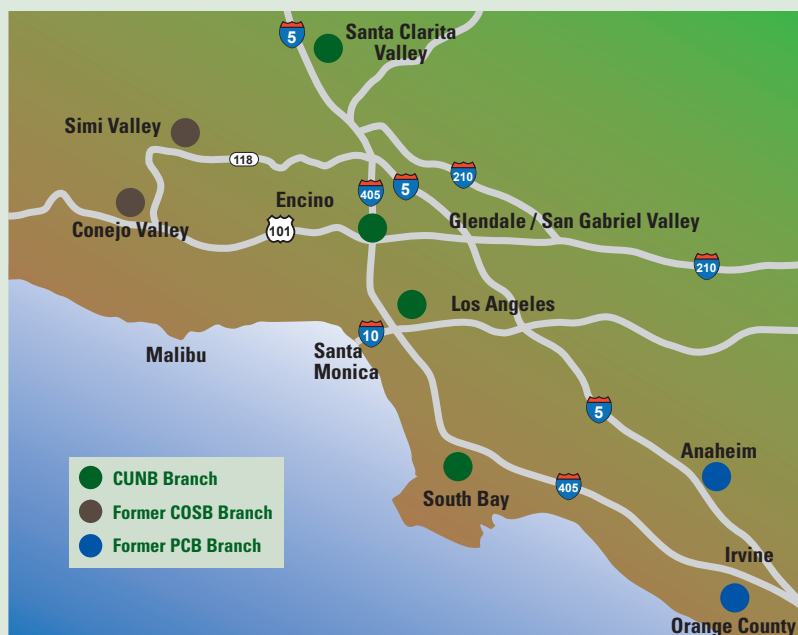 5
Santa Clarita
Valley
Simi Valley
118
210
405
5
Encino
Conejo Valley
101
Glendale / San Gabriel Valley
210
Los Angeles
10
Malibu
Santa
Monica
5
Anaheim
CUNB Branch
Former COSB Branch
Former PCB Branch
South Bay
405
Irvine
Orange County